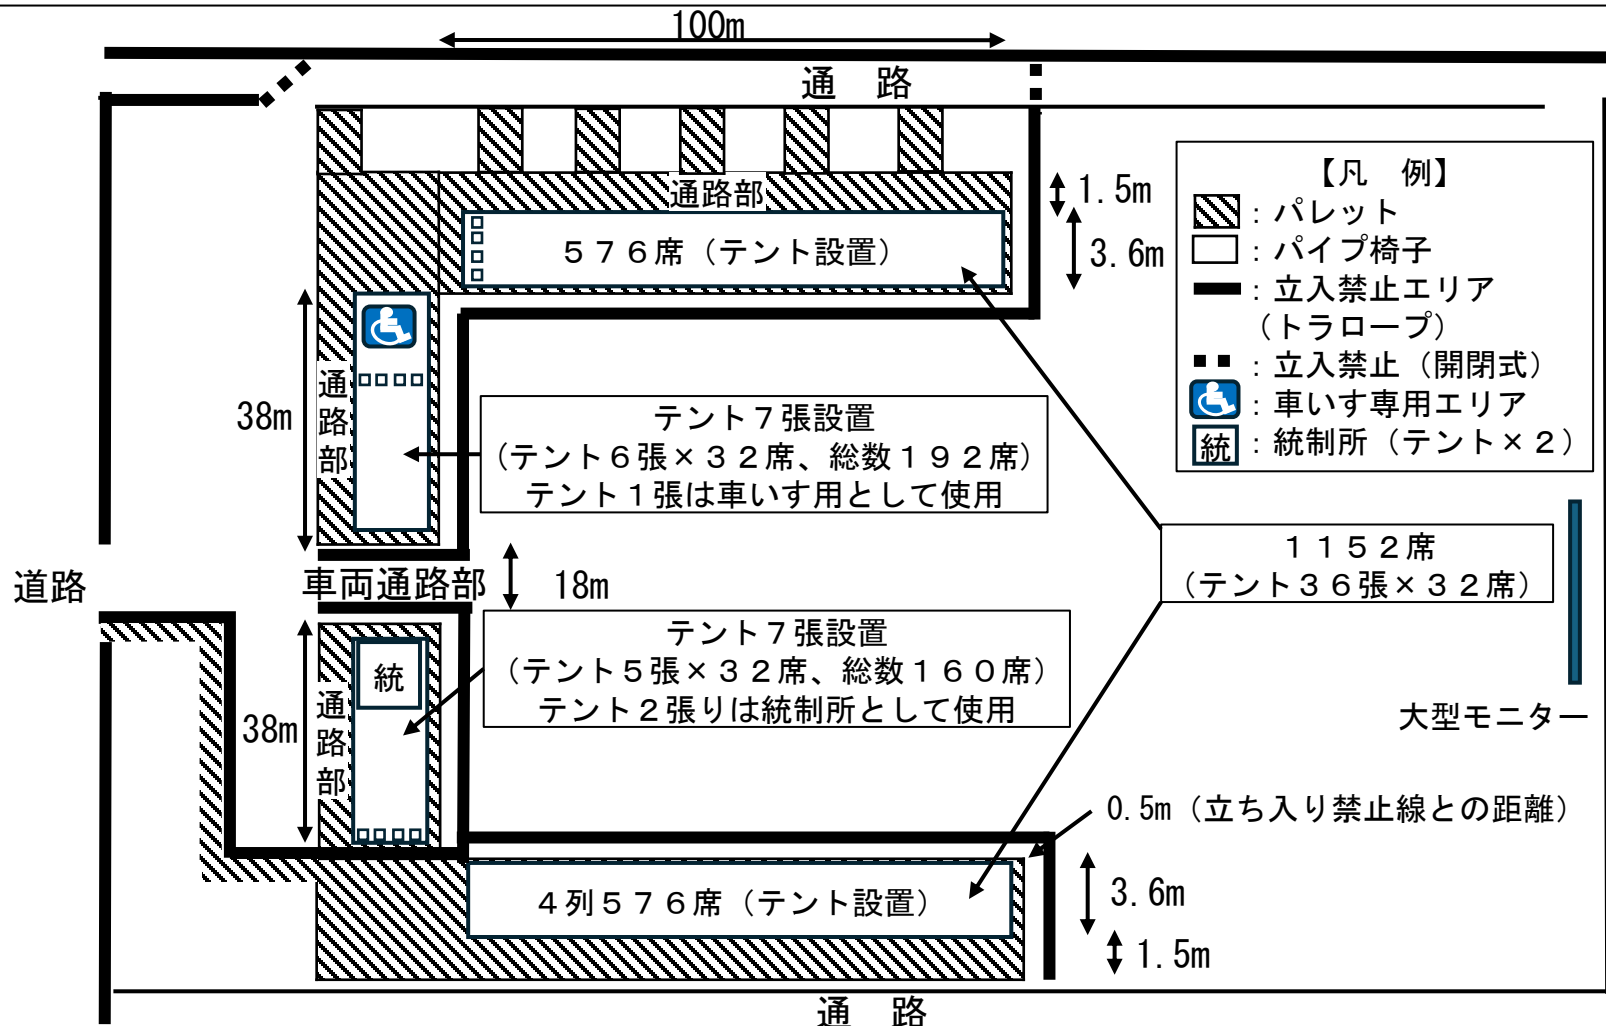 100m
通　路
通路部
５７６席（テント設置）
1.5m
3.6m
【凡　例】
：パレット
：パイプ椅子
：立入禁止エリア
（トラロープ）
：立入禁止（開閉式）
：車いす専用エリア
統：統制所（テント×２）
38m
通路部
テント７張設置
（テント６張×３２席、総数１９２席）
テント１張は車いす用として使用
１１５２席
（テント３６張×３２席）
道路
車両通路部
18m
テント７張設置
（テント５張×３２席、総数１６０席）
テント２張りは統制所として使用
統
38m
通路部
大型モニター
0.5m（立ち入り禁止線との距離）
４列５７６席（テント設置）
3.6m
1.5m
通　路